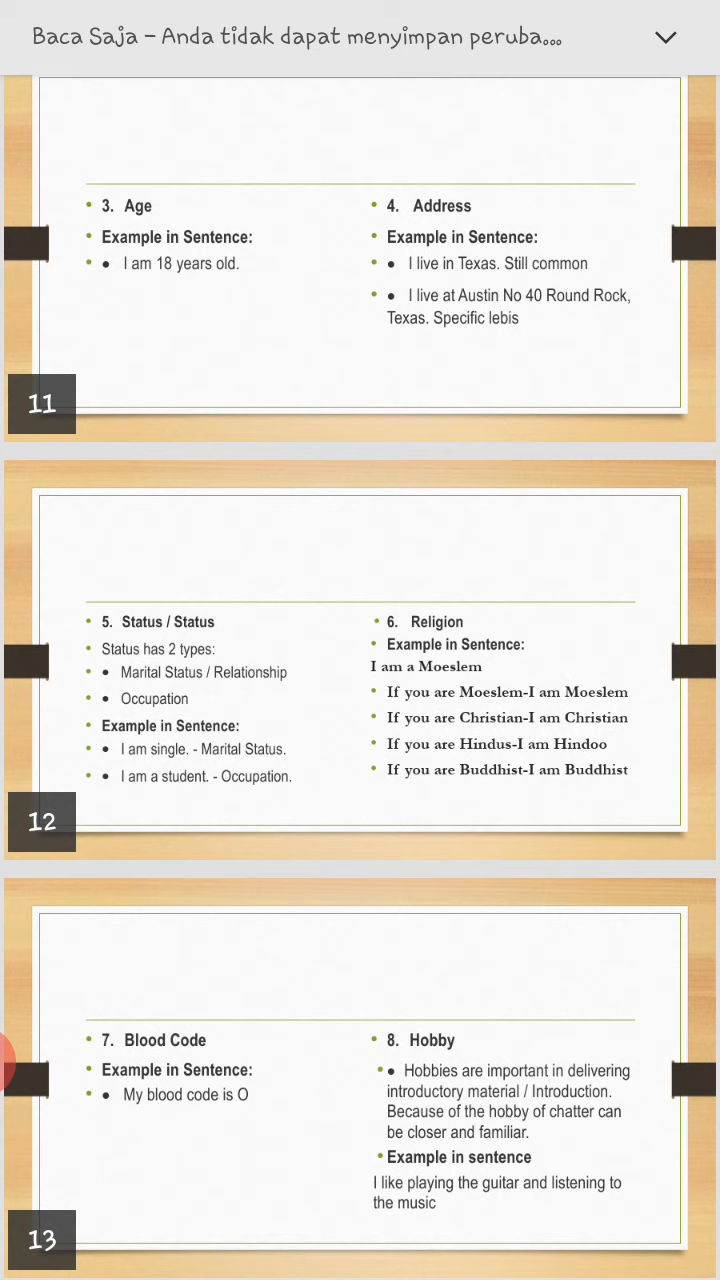 Baca Saja – Anda tidak dapat menyimpan peruba...
• 3. Age
• Example in Sentence:
• ● I am 18 years old.
• 4. Address
• Example in Sentence:
• ● I live in Texas. Still common
• ● I live at Austin No 40 Round Rock,
Texas. Specific lebis
11
• 5. Status / Status
• Status has 2 types:
• ● Marital Status / Relationship
• ● Occupation
• Example in Sentence:
• ● I am single. - Marital Status.
• ● I am a student. - Occupation.
• 6. Religion
• Example in Sentence:
I am a Moeslem
• If you are Moeslem-I am Moeslem
• If you are Christian-I am Christian
• If you are Hindus-I am Hindoo
• If you are Buddhist-I am Buddhist
12
• 7. Blood Code
• Example in Sentence:
• ● My blood code is O
• 8. Hobby
• ● Hobbies are important in delivering
introductory material / Introduction.
Because of the hobby of chatter can
be closer and familiar.
• Example in sentence
I like playing the guitar and listening to
the music
13